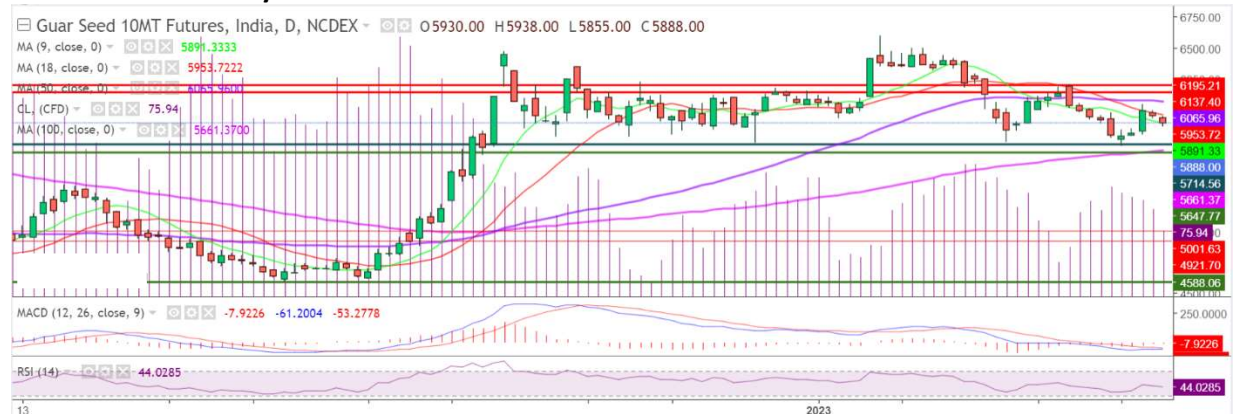 Guar Seed 10MT Futures, India, D, NCDEX O5930.00 H5938.00 L5855.00 C5888.00
MA (9, close, 0) 5891.3333
MA (18, close, 0) 5953.7222
MA (50, close, 0) 6065.9600
CL, (CFD) 75.94
MA (100, close, 0) 5661.3700
6750.00
6500.00
6195.21
6137.40
6065.96
5953.72
5891.33
5888.00
5714.56
5661.37
5647.77
75.94
5001.63
4921.70
4588.06
MACD (12, 26, close, 9) -7.9226 -61.2004 -53.2778
250.0000
-7.9226
RSI (14) 44.0285
44.0285
13 2023